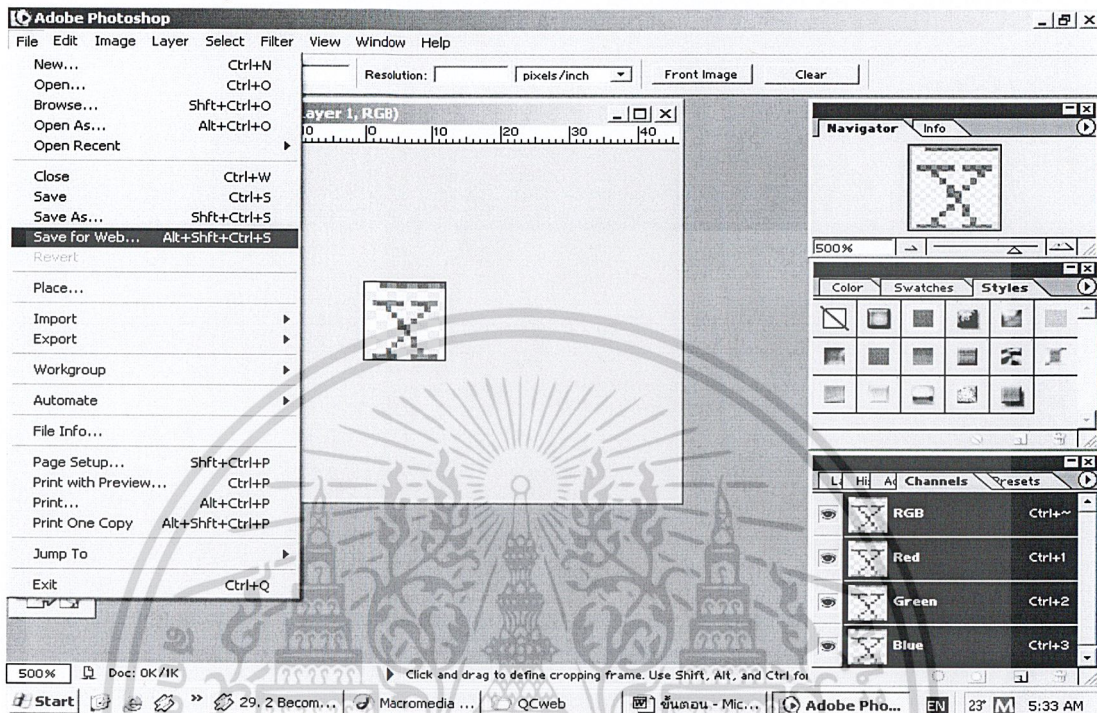 Adobe Photoshop
File Edit Image Layer Select Filter View Window Help
New... Ctrl+N
Open... Ctrl+O
Browse... Shft+Ctrl+O
Open As... Alt+Ctrl+O
Open Recent
Close Ctrl+W
Save Ctrl+S
Save As... Shft+Ctrl+S
Save for Web... Alt+Shft+Ctrl+S
Revert
Place...
Import
Export
Workgroup
Automate
File Info...
Page Setup... Shft+Ctrl+P
Print with Preview... Ctrl+P
Print... Alt+Ctrl+P
Print One Copy Alt+Shft+Ctrl+P
Jump To
Exit Ctrl+Q
Resolution: pixels/inch Front Image Clear
ayer 1, RGB)
10 0 10 20 30 40
Navigator Info
500%
Color Swatches Styles
La Hi Ac Channels Presets
RGB Ctrl+~
Red Ctrl+1
Green Ctrl+2
Blue Ctrl+3
500% Doc: 0K/1K Click and drag to define cropping frame. Use Shift, Alt, and Ctrl for
Start 29. 2 Becom... Macromedia ... QCweb ขั้นตอน - Mic... Adobe Pho... EN 23° M 5:33 AM